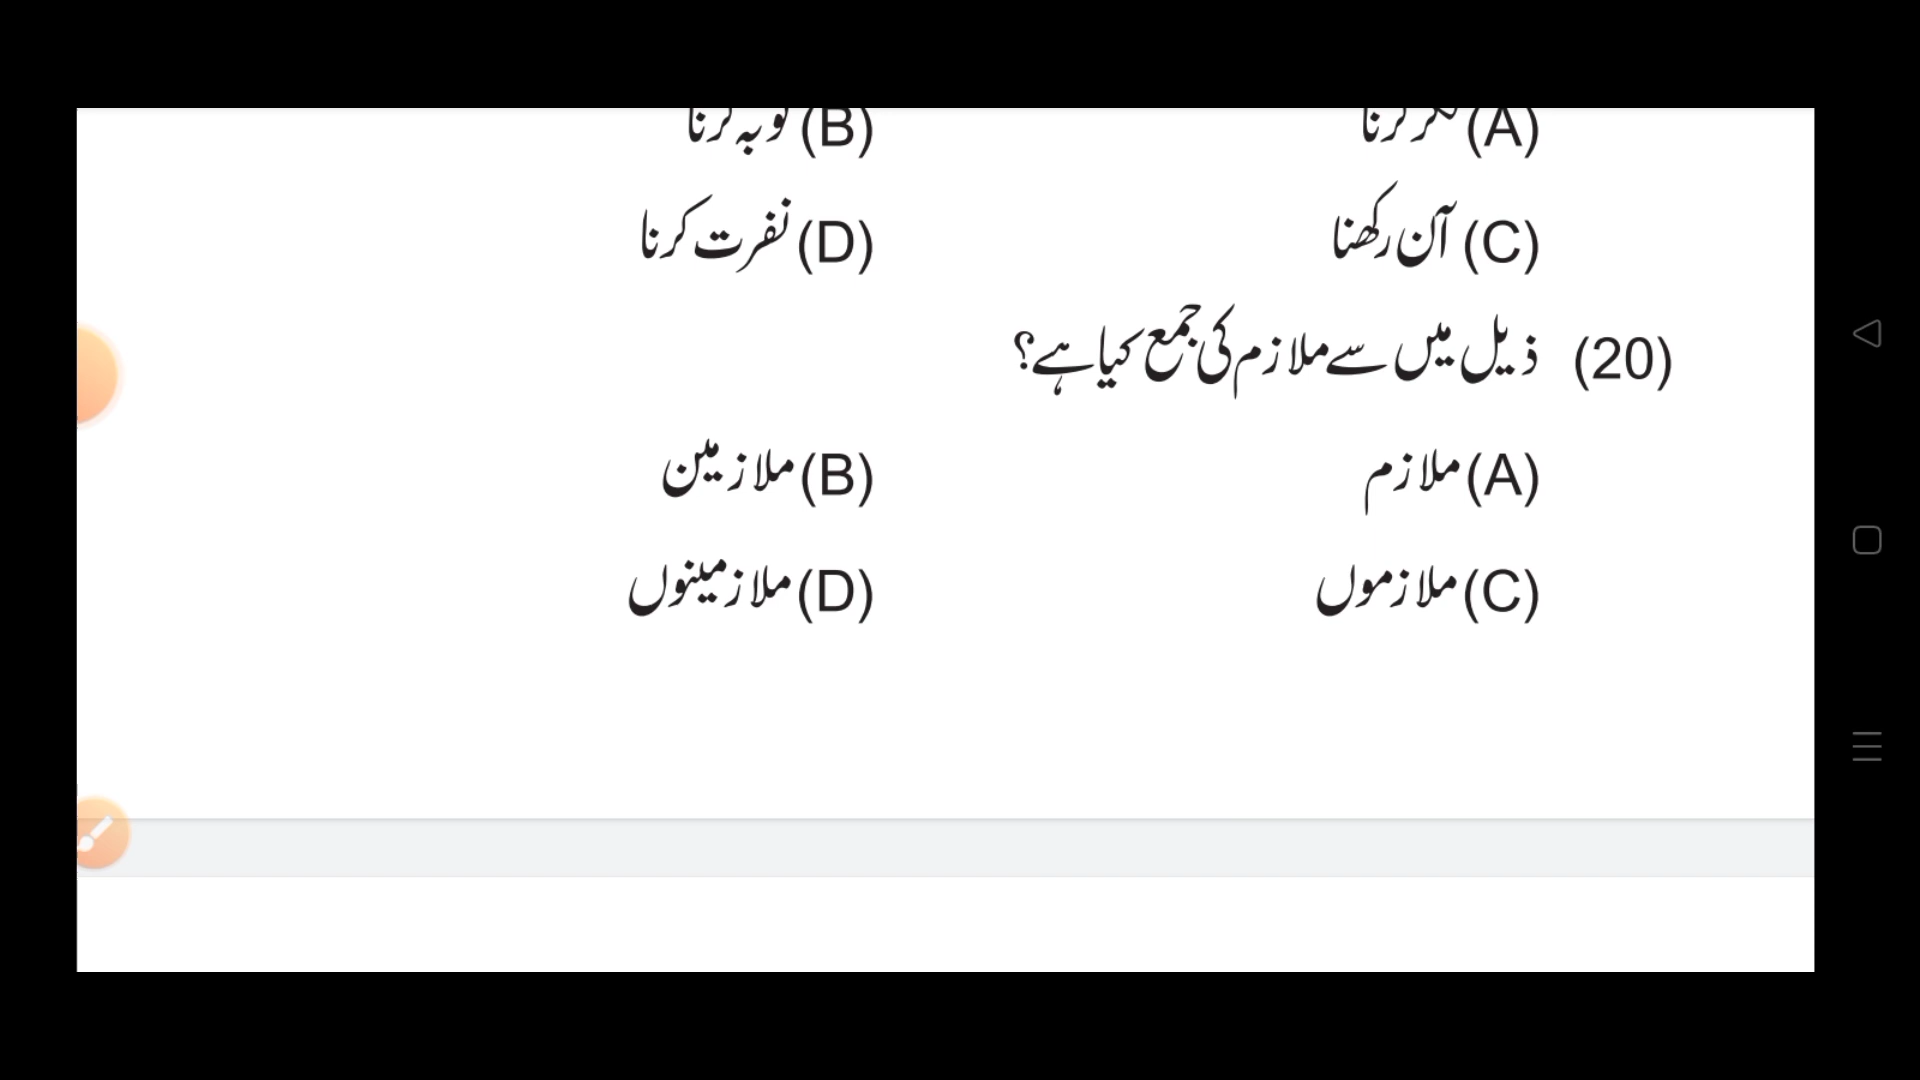 (A) کرنا (B) توبہ کرنا
(C) آن رکھنا (D) نفرت کرنا
(20) ذیل میں سے ملازم کی جمع کیا ہے؟
(A) ملازم (B) ملازمین
(C) ملازموں (D) ملازمینوں